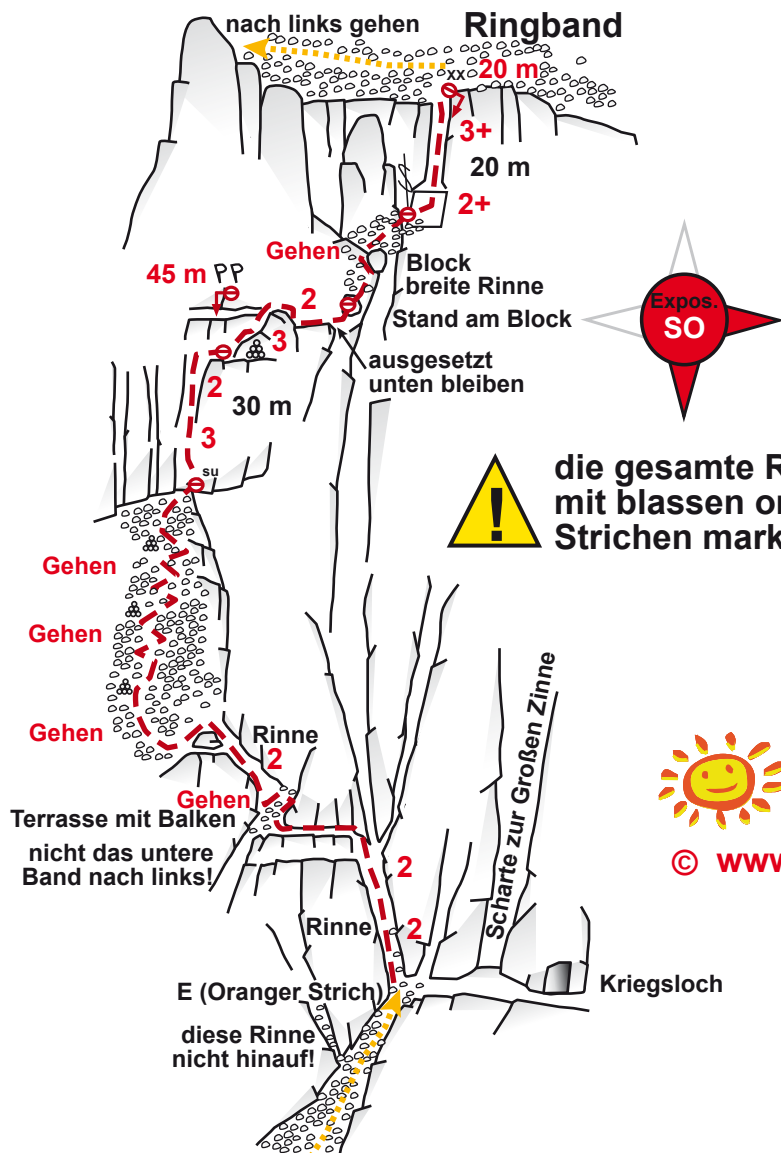 nach links gehen
Ringband
xx
20 m
3+
20 m
2+
Gehen
Block
breite Rinne
45 m
2
Stand am Block
Expos.
SO
3
ausgesetzt
unten bleiben
2
30 m
3
su
die gesamte
mit blassen
Strichen
!
Gehen
Gehen
Gehen
Rinne
2
Gehen
Scharte zur Großen Zinne
Terrasse mit Balken
nicht das untere
Band nach links!
2
© www
Rinne
2
E (Oranger Strich)
Kriegsloch
diese Rinne
nicht hinauf!